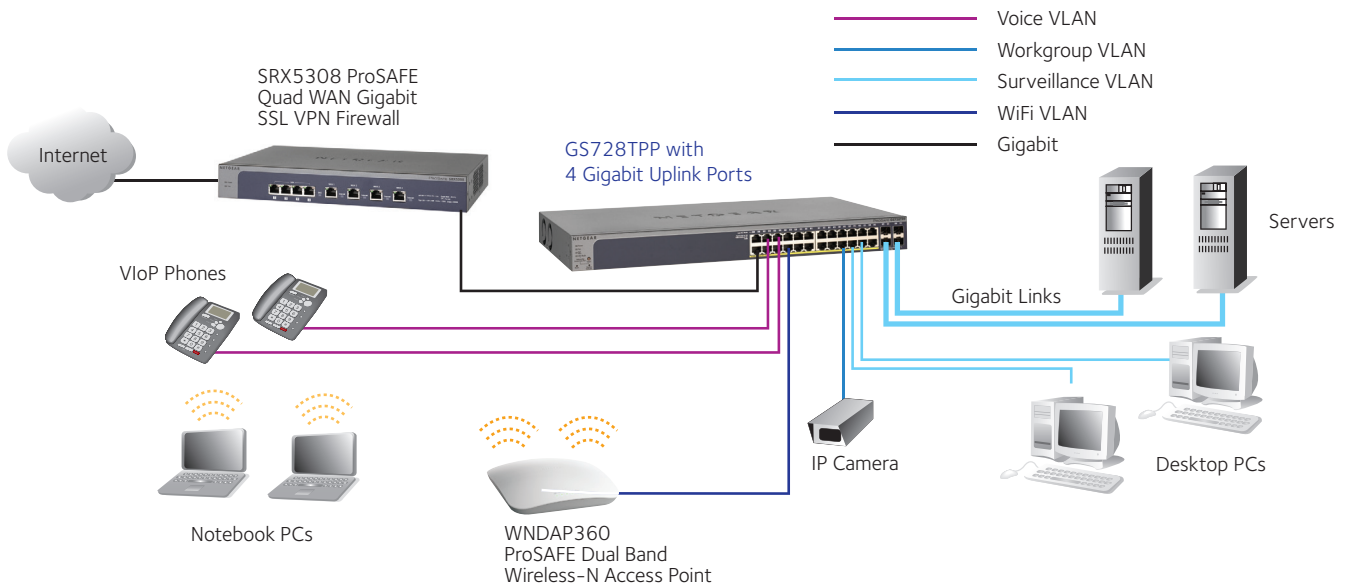 Voice VLAN
Workgroup VLAN
Surveillance VLAN
WiFi VLAN
Gigabit
SRX5308 ProSAFE
Quad WAN Gigabit
SSL VPN Firewall
Internet
GS728TPP with
4 Gigabit Uplink Ports
NETGEAR
NETGEAR
Servers
VIoP Phones
Gigabit Links
IP Camera
Desktop PCs
Notebook PCs
WNDAP360
ProSAFE Dual Band
Wireless-N Access Point